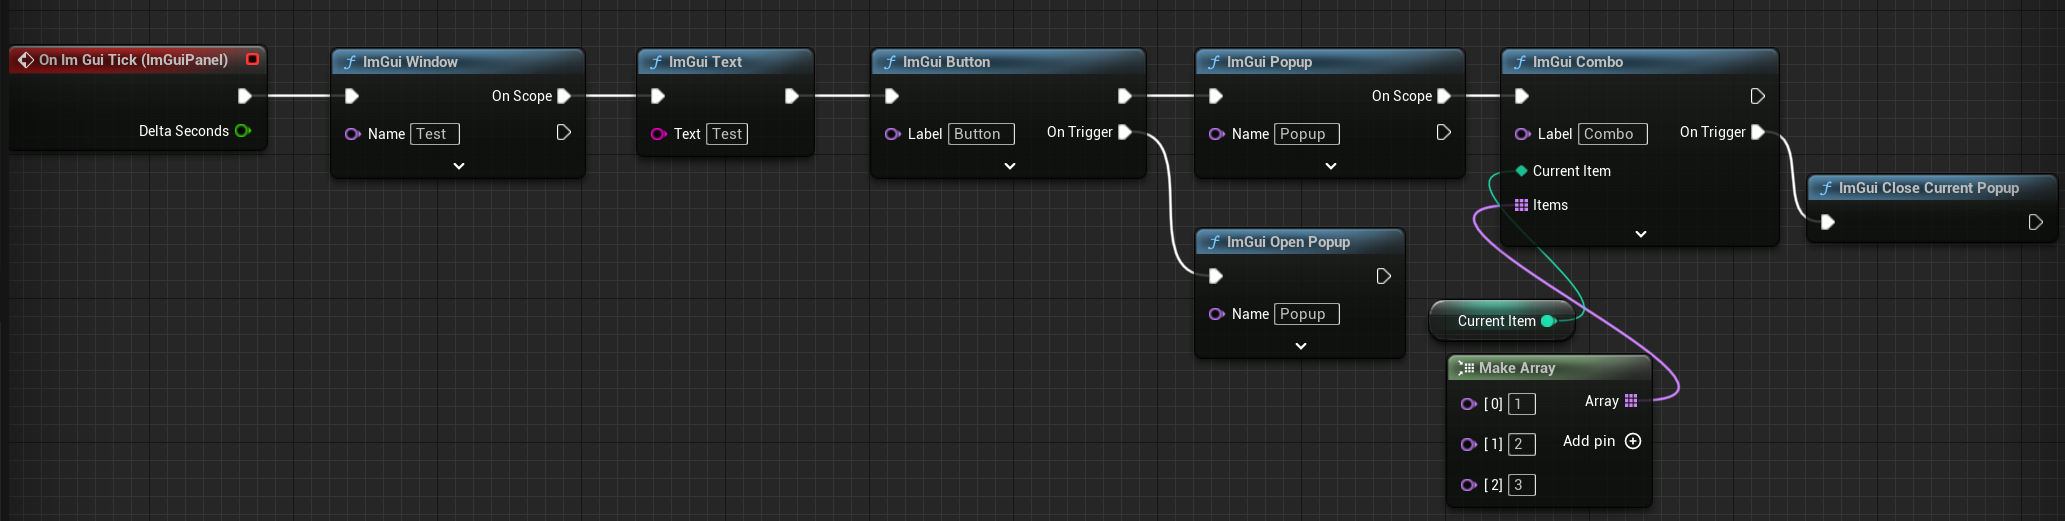 On Im Gui Tick (ImGuiPanel)
Delta Seconds
ImGui Window
On Scope
Name Test
ImGui Text
Text Test
ImGui Button
Label Button
On Trigger
ImGui Popup
On Scope
Name Popup
ImGui Open Popup
Name Popup
ImGui Combo
Label Combo
On Trigger
Current Item
Items
ImGui Close Current Popup
Current Item
Make Array
[0] 1
Array
[1] 2
Add pin
[2] 3